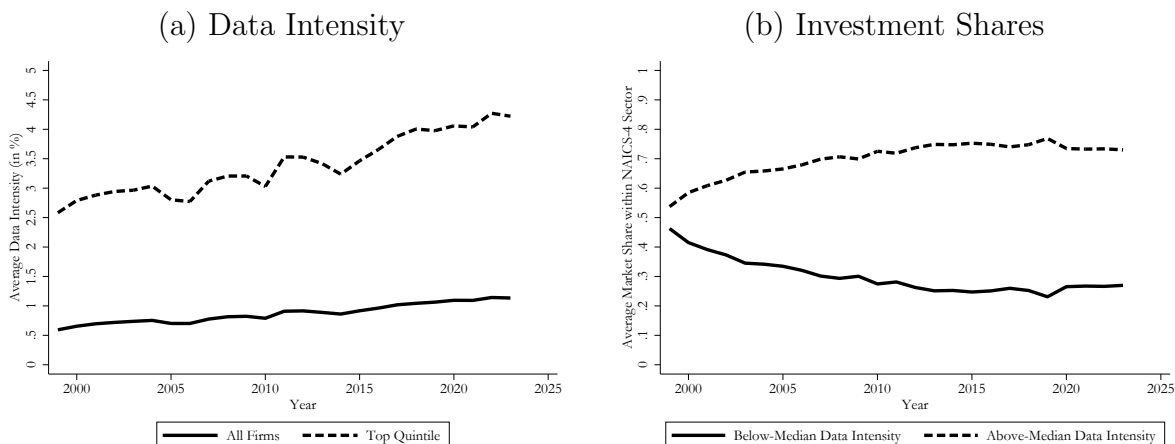 (a) Data Intensity
Average Data Intensity (in %)
5
4.5
4
3.5
3
2.5
2
1.5
1
.5
0
2000 2005 2010 2015 2020 2025
Year
All Firms Top Quintile
(b) Investment Shares
Average Market Share within NAICS-4 Sector
1
.9
.8
.7
.6
.5
.4
.3
.2
.1
0
2000 2005 2010 2015 2020 2025
Year
Below-Median Data Intensity Above-Median Data Intensity